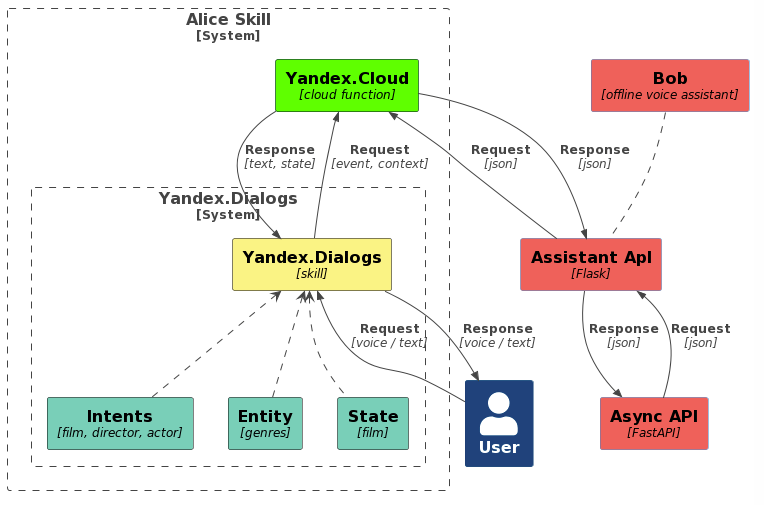 Alice Skill
[System]
Yandex.Cloud
[cloud function]
Bob
[offline voice assistant]
Response
[text, state]
Request
[event, context]
Request
[json]
Response
[json]
Yandex.Dialogs
[System]
Yandex.Dialogs
[skill]
Assistant ApI
[Flask]
Request
[voice / text]
Response
[voice / text]
Response
[json]
Request
[json]
Intents
[film, director, actor]
Entity
[genres]
State
[film]
User
Async API
[FastAPI]